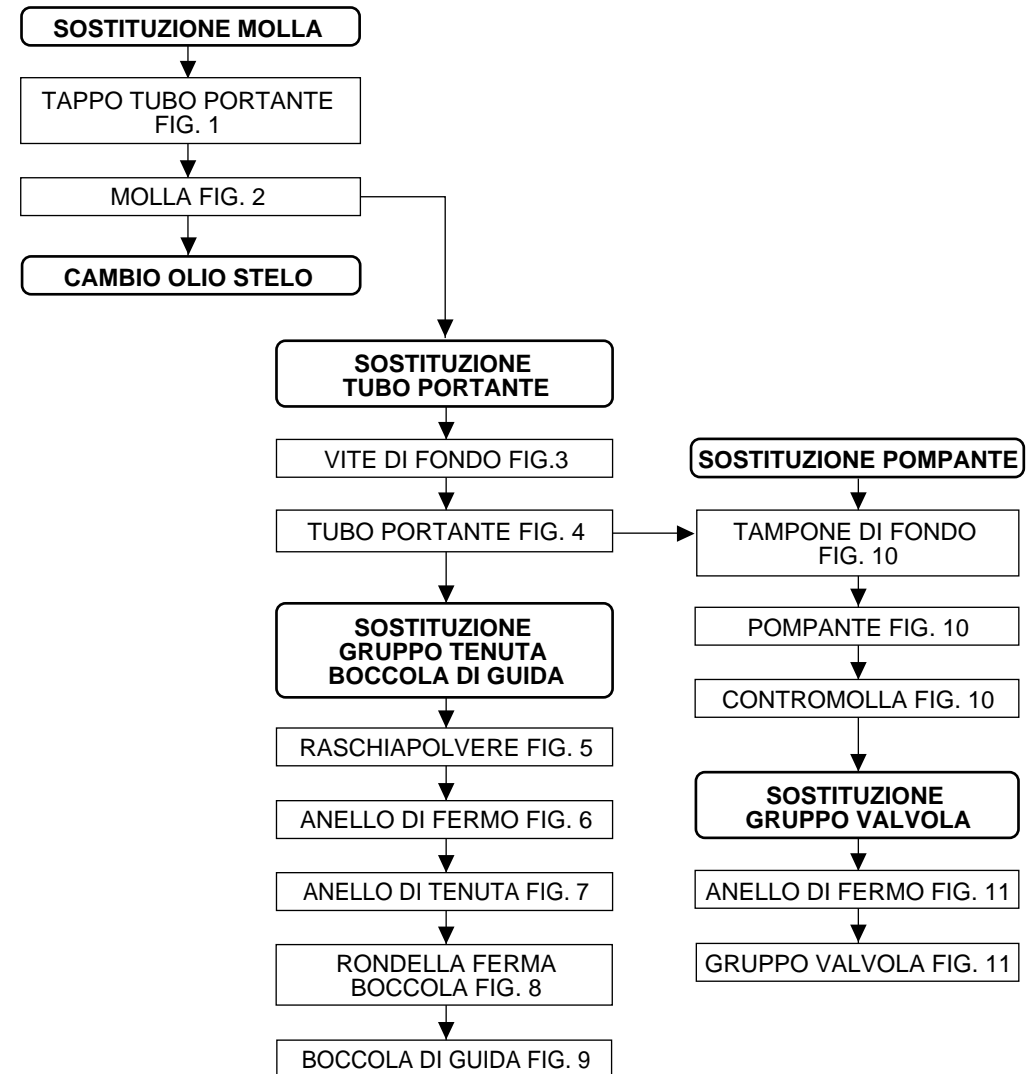 SOSTITUZIONE MOLLA
TAPPO TUBO PORTANTE
FIG. 1
MOLLA FIG. 2
CAMBIO OLIO STELO
SOSTITUZIONE
TUBO PORTANTE
VITE DI FONDO FIG.3
TUBO PORTANTE FIG. 4
SOSTITUZIONE
GRUPPO TENUTA
BOCCOLA DI GUIDA
RASCHIAPOLVERE FIG. 5
ANELLO DI FERMO FIG. 6
ANELLO DI TENUTA FIG. 7
RONDELLA FERMA
BOCCOLA FIG. 8
BOCCOLA DI GUIDA FIG. 9
SOSTITUZIONE POMPANTE
TAMPONE DI FONDO
FIG. 10
POMPANTE FIG. 10
CONTROMOLLA FIG. 10
SOSTITUZIONE
GRUPPO VALVOLA
ANELLO DI FERMO FIG. 11
GRUPPO VALVOLA FIG. 11